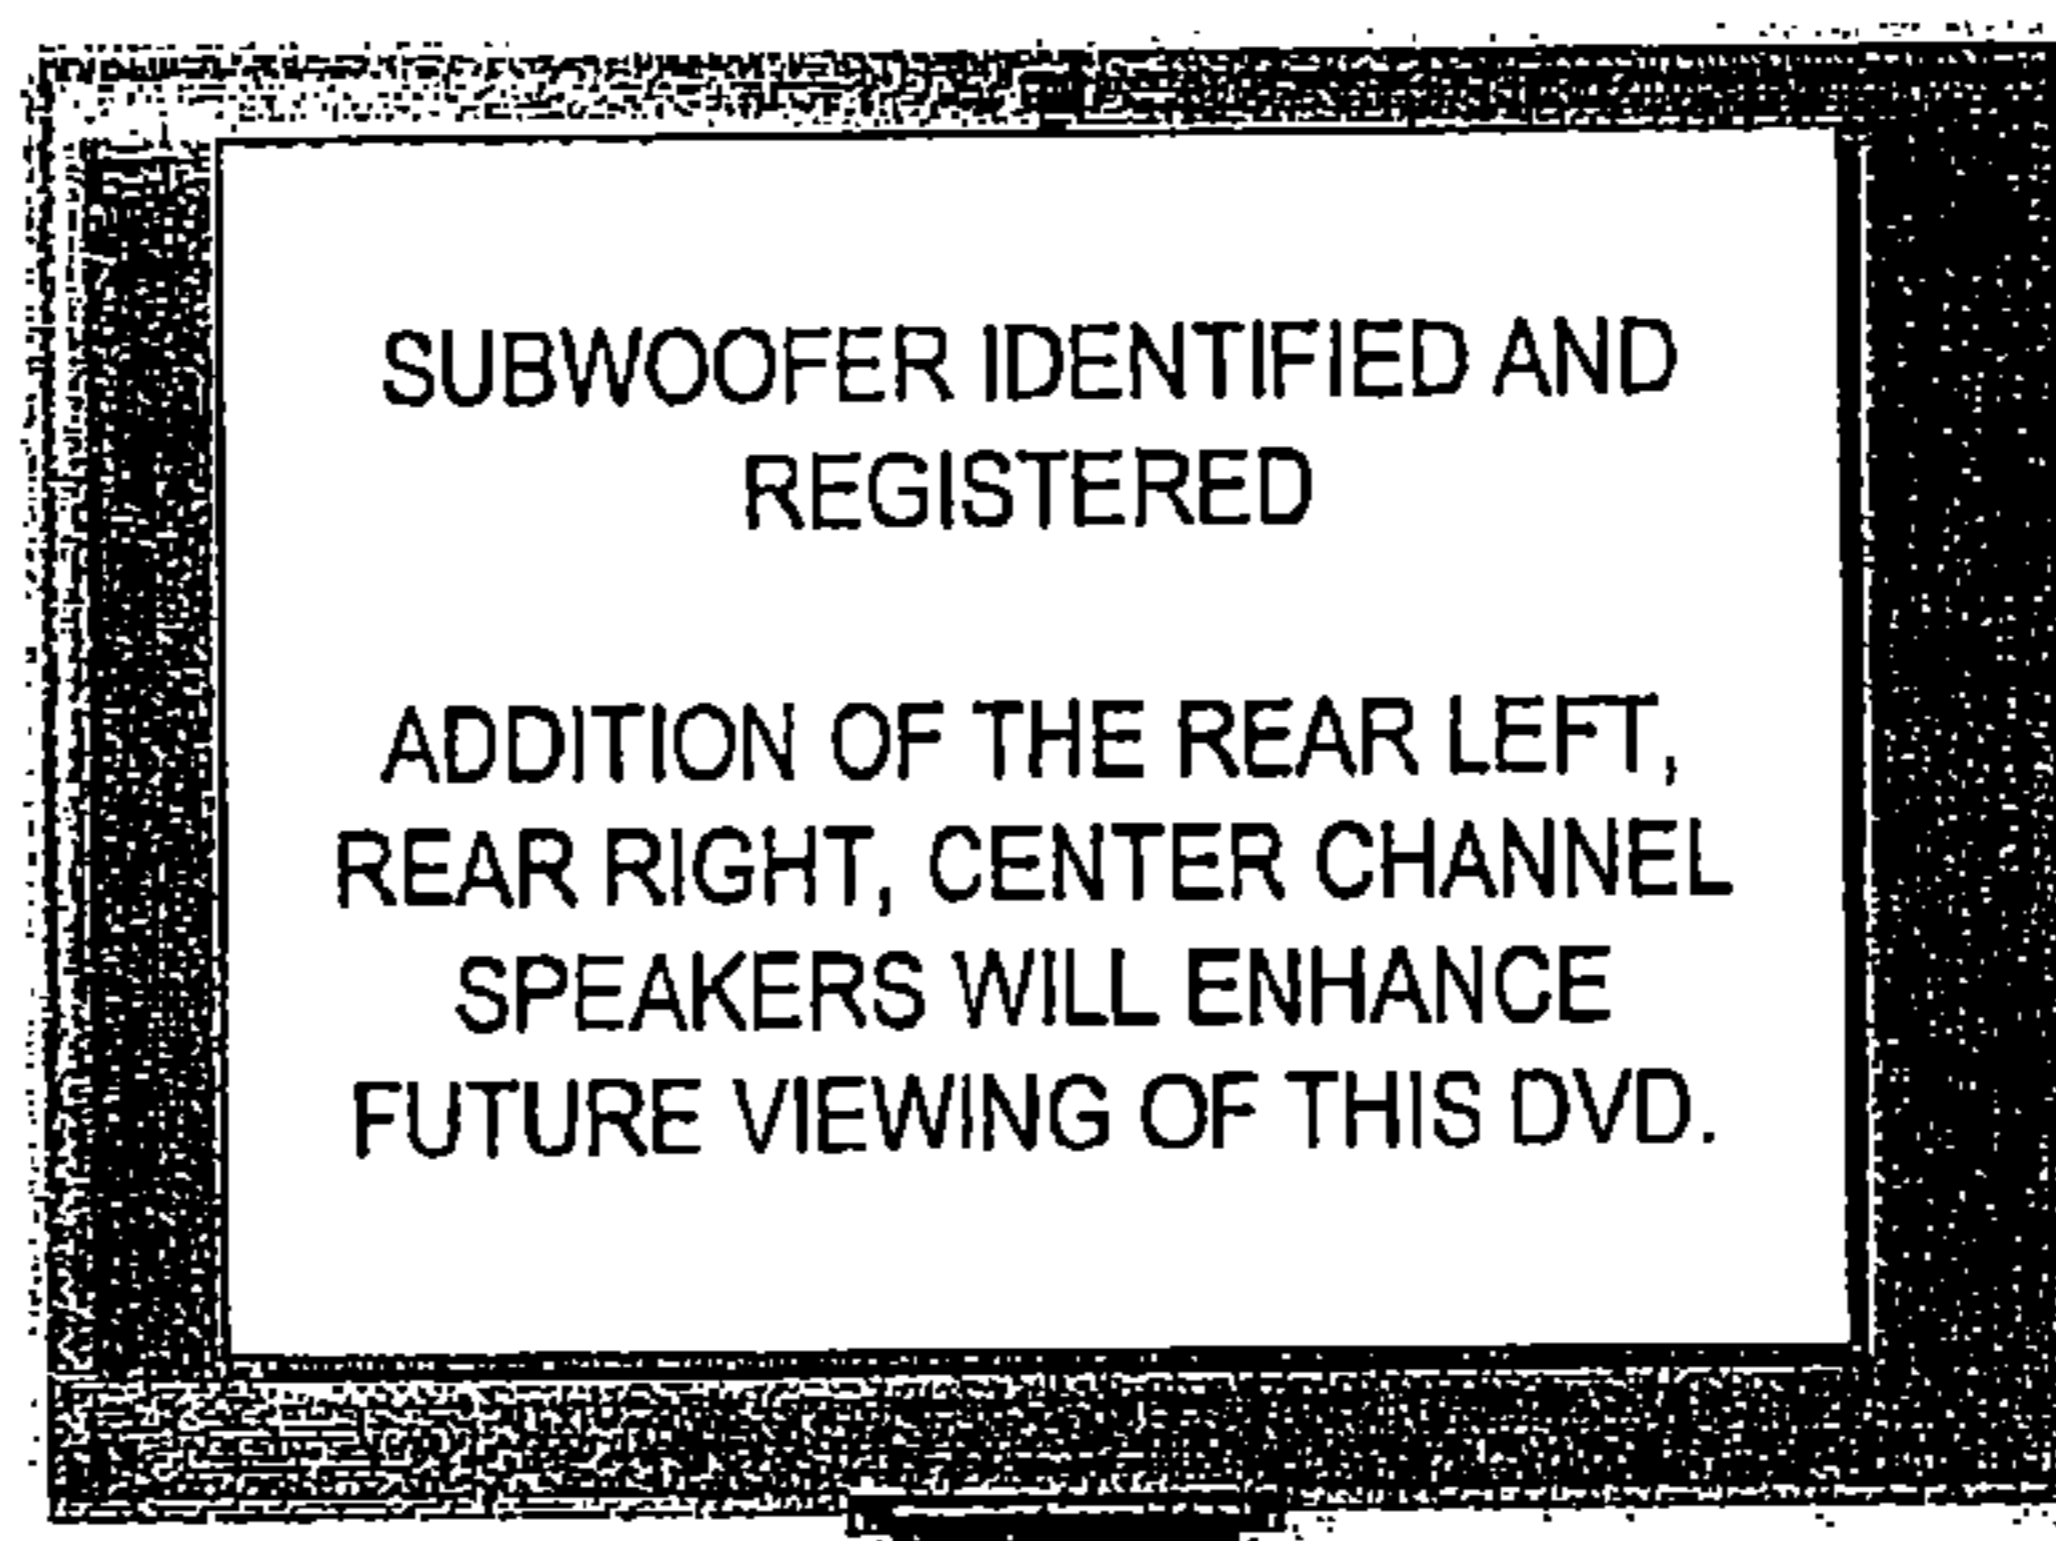 SUBWOOFER IDENTIFIED AND
REGISTERED
ADDITION OF THE REAR LEFT,
REAR RIGHT, CENTER CHANNEL
SPEAKERS WILL ENHANCE
FUTURE VIEWING OF THIS DVD.